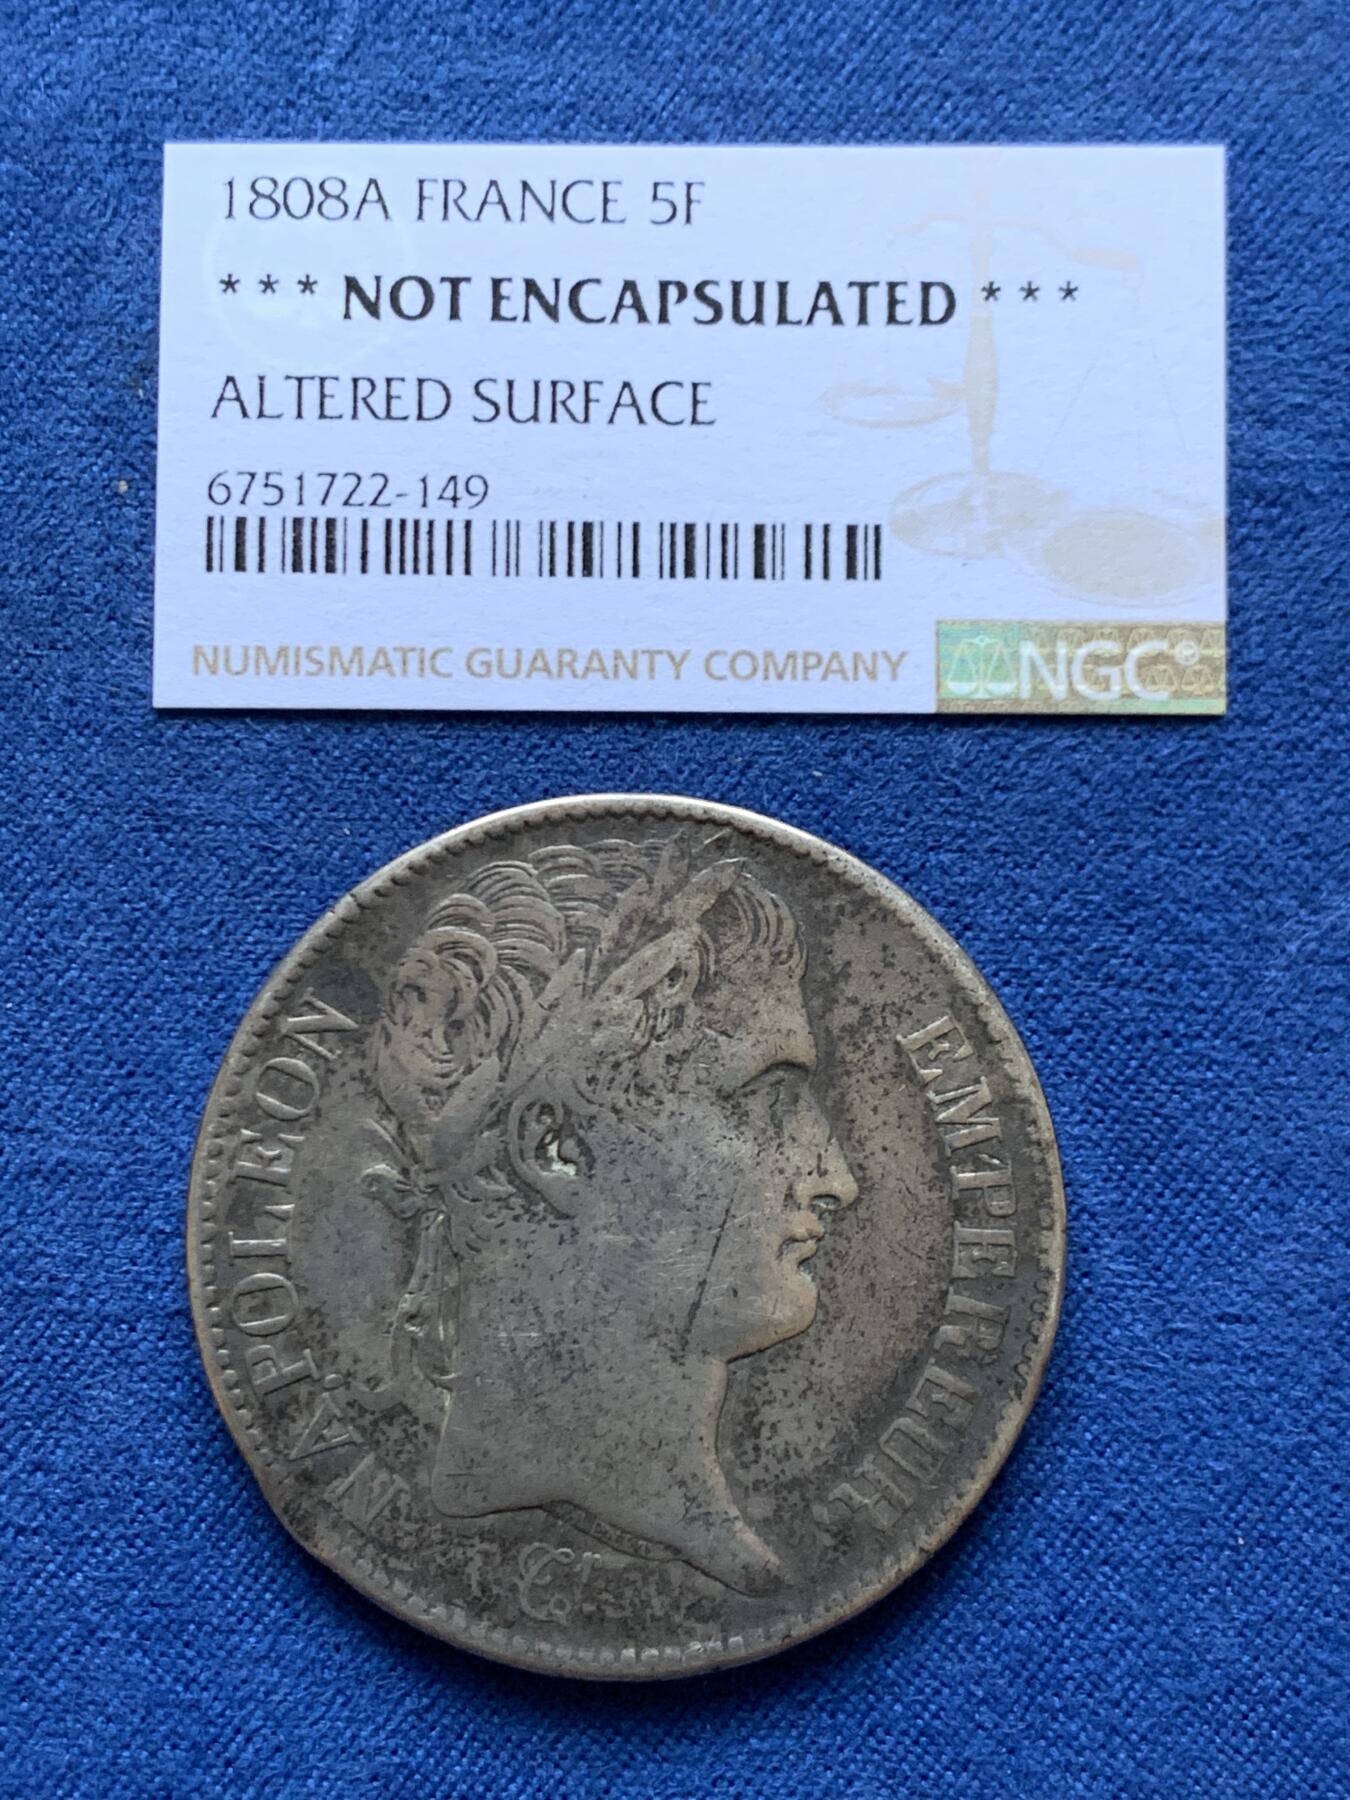 1808A FRANCE 5F
*** NOT ENCAPSULATED ***
ALTERED SURFACE
6751722-149
NUMISMATIC GUARANTY COMPANY
NGC®
NAPOLEON
EMPEREUR.